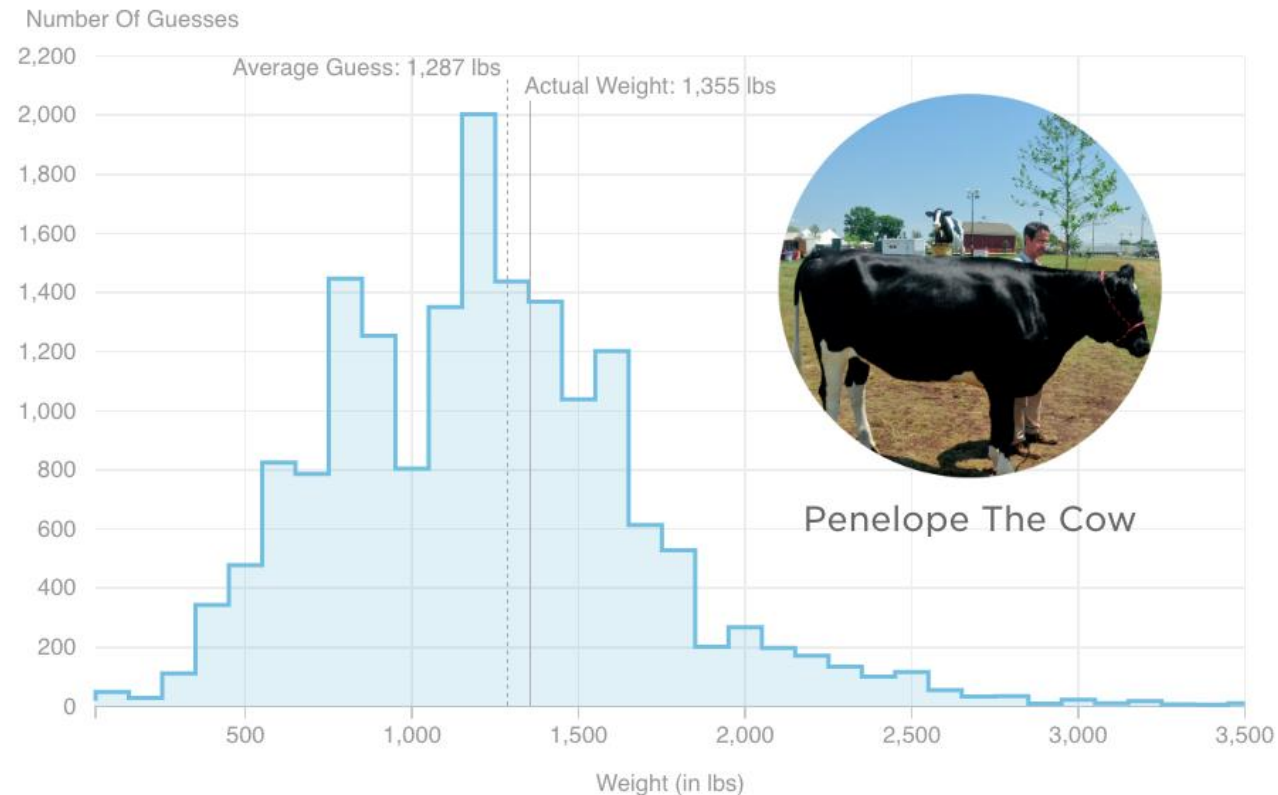 Number Of Guesses
2,200
Average Guess: 1,287 lbs
Actual Weight: 1,355 lbs
2,000
1,800
1,600
1,400
1,200
1,000
800
600
400
200
0
Penelope The Cow
500 1,000 1,500 2,000 2,500 3,000 3,500
Weight (in lbs)